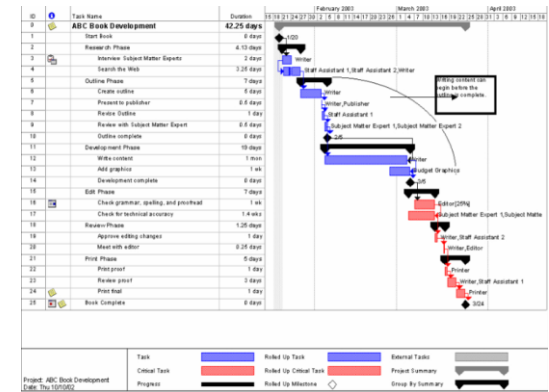 February 2003 March 2003 April 2003
ID Task Name Duration
0 ABC Book Development 42.25 days
1 Start Book 0 days 1/20
2 Research Phase 4.13 days
3 Interview Subject Matter Experts 2 days Writer
4 Search the Web 3.25 days Staff Assistant 1,Staff Assistant 2,Writer
5 Outline Phase 7 days
6 Create outline 5 days Writer
7 Present to publisher 0.5 days Writer,Publisher
8 Revise Outline 1 day Staff Assistant 1
9 Review with Subject Matter Expert 0.5 days Subject Matter Expert 1,Subject Matter Expert 2
10 Outline complete 0 days 2/5
11 Development Phase 19 days
12 Write content 1 mon Writer
13 Add graphics 1 wk Budget Graphics
14 Development complete 0 days 3/5
15 Edit Phase 7 days
16 Check grammar, spelling, and proofread 1 wk Editor[25%]
17 Check for technical accuracy 1.4 wks Subject Matter Expert 1,Subject Matte
18 Review Phase 1.25 days
19 Approve editing changes 1 day Writer,Staff Assistant 2
20 Meet with editor 0.25 days Writer,Editor
21 Print Phase 5 days
22 Print proof 1 day Printer
23 Review proof 3 days Writer,Staff Assistant 1
24 Print final 1 day Printer
25 Book Complete 0 days 3/24
Writing content can
begin before the
outline is complete.
Task Rolled Up Task External Tasks
Critical Task Rolled Up Critical Task Project Summary
Progress Rolled Up Milestone Group By Summary
Project: ABC Book Development
Date: Thu 10/10/02